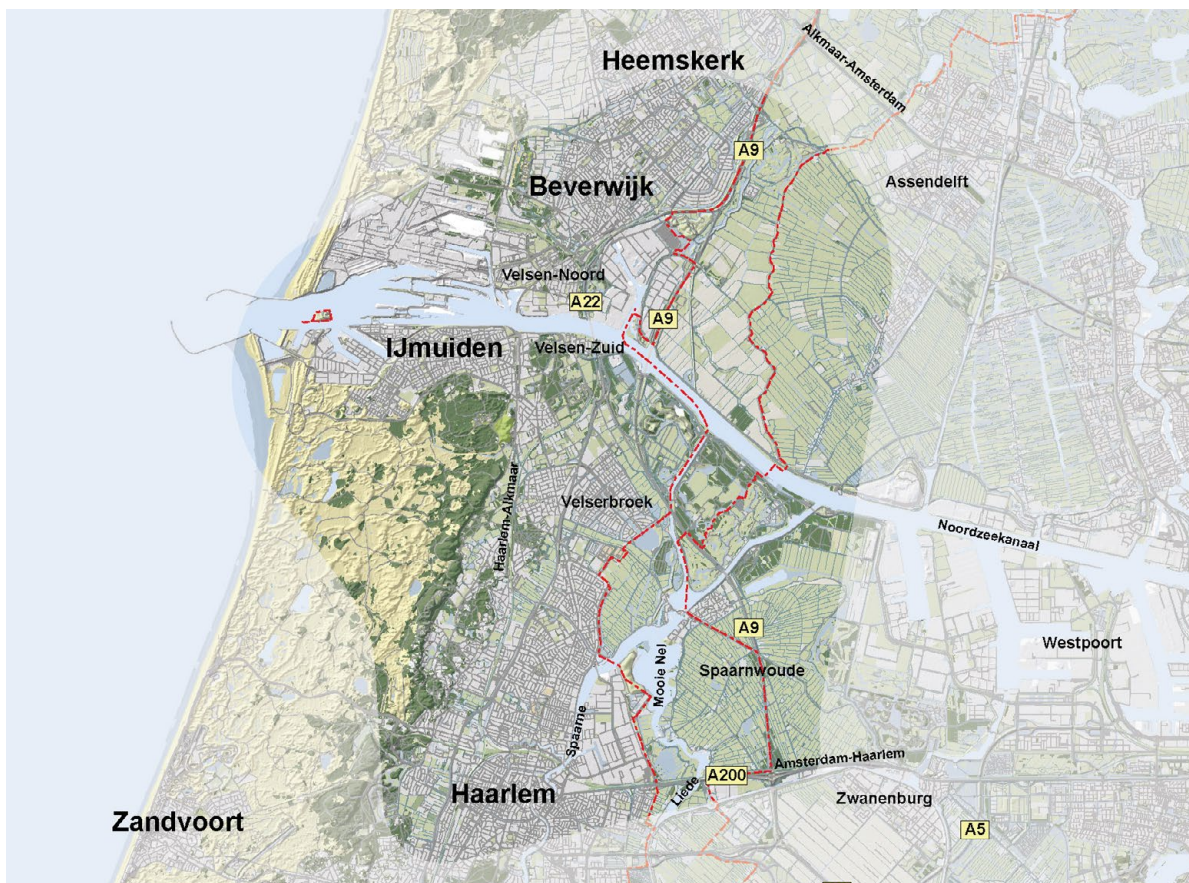 Heemskerk
Alkmaar-Amsterdam
A9
Beverwijk
Assendelft
Velsen-Noord
A22
A9
IJmuiden
Velsen-Zuid
Velserbroek
Haarlem-Alkmaar
Noordzeekanaal
A9
Westpoort
Mooie Nel
Spaarnwoude
Spaarne
Amsterdam-Haarlem
A200
Haarlem
Liede
Zwanenburg
Zandvoort
A5